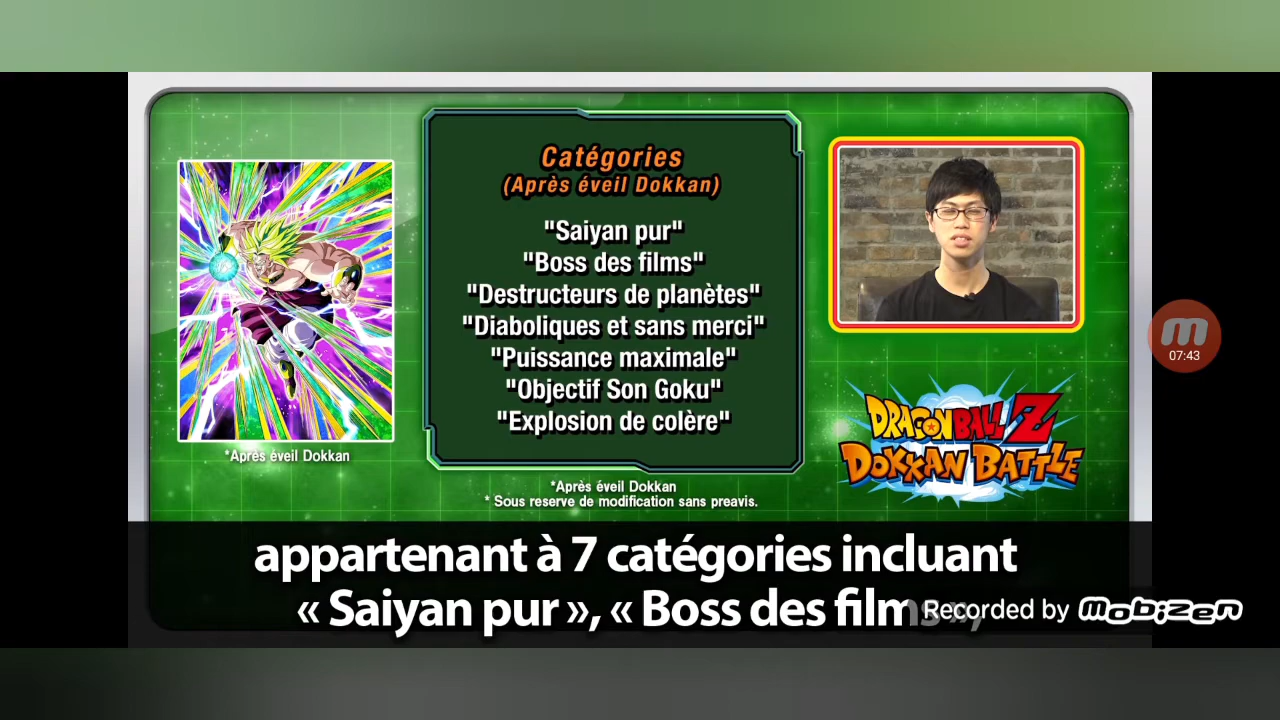 Catégories
(Après éveil Dokkan)
"Saiyan pur"
"Boss des films"
"Destructeurs de planètes"
"Diaboliques et sans merci"
"Puissance maximale"
"Objectif Son Goku"
"Explosion de colère"
*Après éveil Dokkan
*Après éveil Dokkan
* Sous reserve de modification sans preavis.
DRAGON BALL Z
DOKKAN BATTLE
07:43
appartenant à 7 catégories incluant
« Saiyan pur », « Boss des films »,
Recorded by mobizen